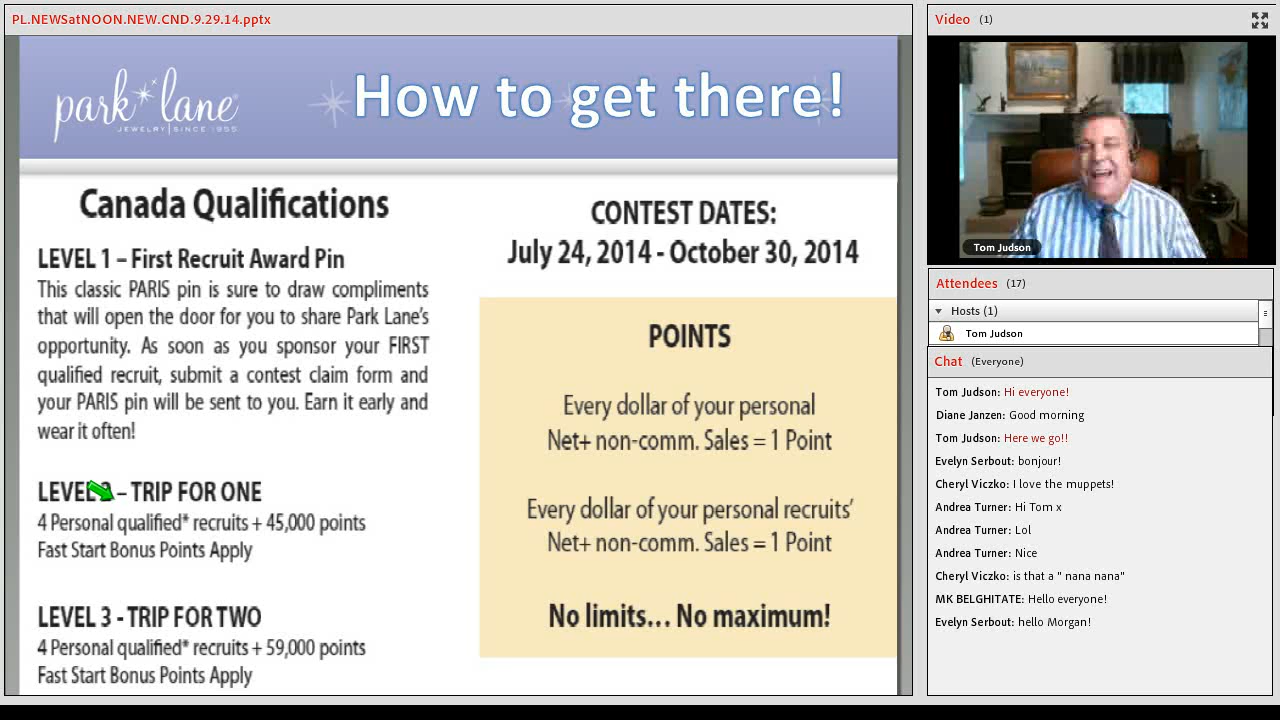 PL.NEWSatNOON.NEW.CND.9.29.14.pptx
park lane
JEWELRY | SINCE 1955
How to get there!
Canada Qualifications
LEVEL 1 – First Recruit Award Pin
This classic PARIS pin is sure to draw compliments
that will open the door for you to share Park Lane's
opportunity. As soon as you sponsor your FIRST
qualified recruit, submit a contest claim form and
your PARIS pin will be sent to you. Earn it early and
wear it often!
LEVEL 2 – TRIP FOR ONE
4 Personal qualified* recruits + 45,000 points
Fast Start Bonus Points Apply
LEVEL 3 - TRIP FOR TWO
4 Personal qualified* recruits + 59,000 points
Fast Start Bonus Points Apply
CONTEST DATES:
July 24, 2014 - October 30, 2014
POINTS
Every dollar of your personal
Net+ non-comm. Sales = 1 Point
Every dollar of your personal recruits'
Net+ non-comm. Sales = 1 Point
No limits... No maximum!
Video (1)
Tom Judson
Attendees (17)
Hosts (1)
Tom Judson
Chat (Everyone)
Tom Judson: Hi everyone!
Diane Janzen: Good morning
Tom Judson: Here we go!!
Evelyn Serbout: bonjour!
Cheryl Viczko: I love the muppets!
Andrea Turner: Hi Tom x
Andrea Turner: Lol
Andrea Turner: Nice
Cheryl Viczko: is that a " nana nana"
MK BELGHITATE: Hello everyone!
Evelyn Serbout: hello Morgan!